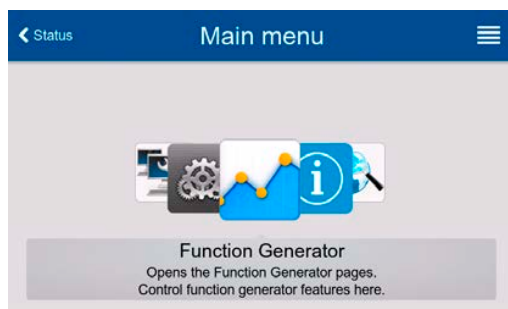 Status
Main menu
Function Generator
Opens the Function Generator pages.
Control function generator features here.